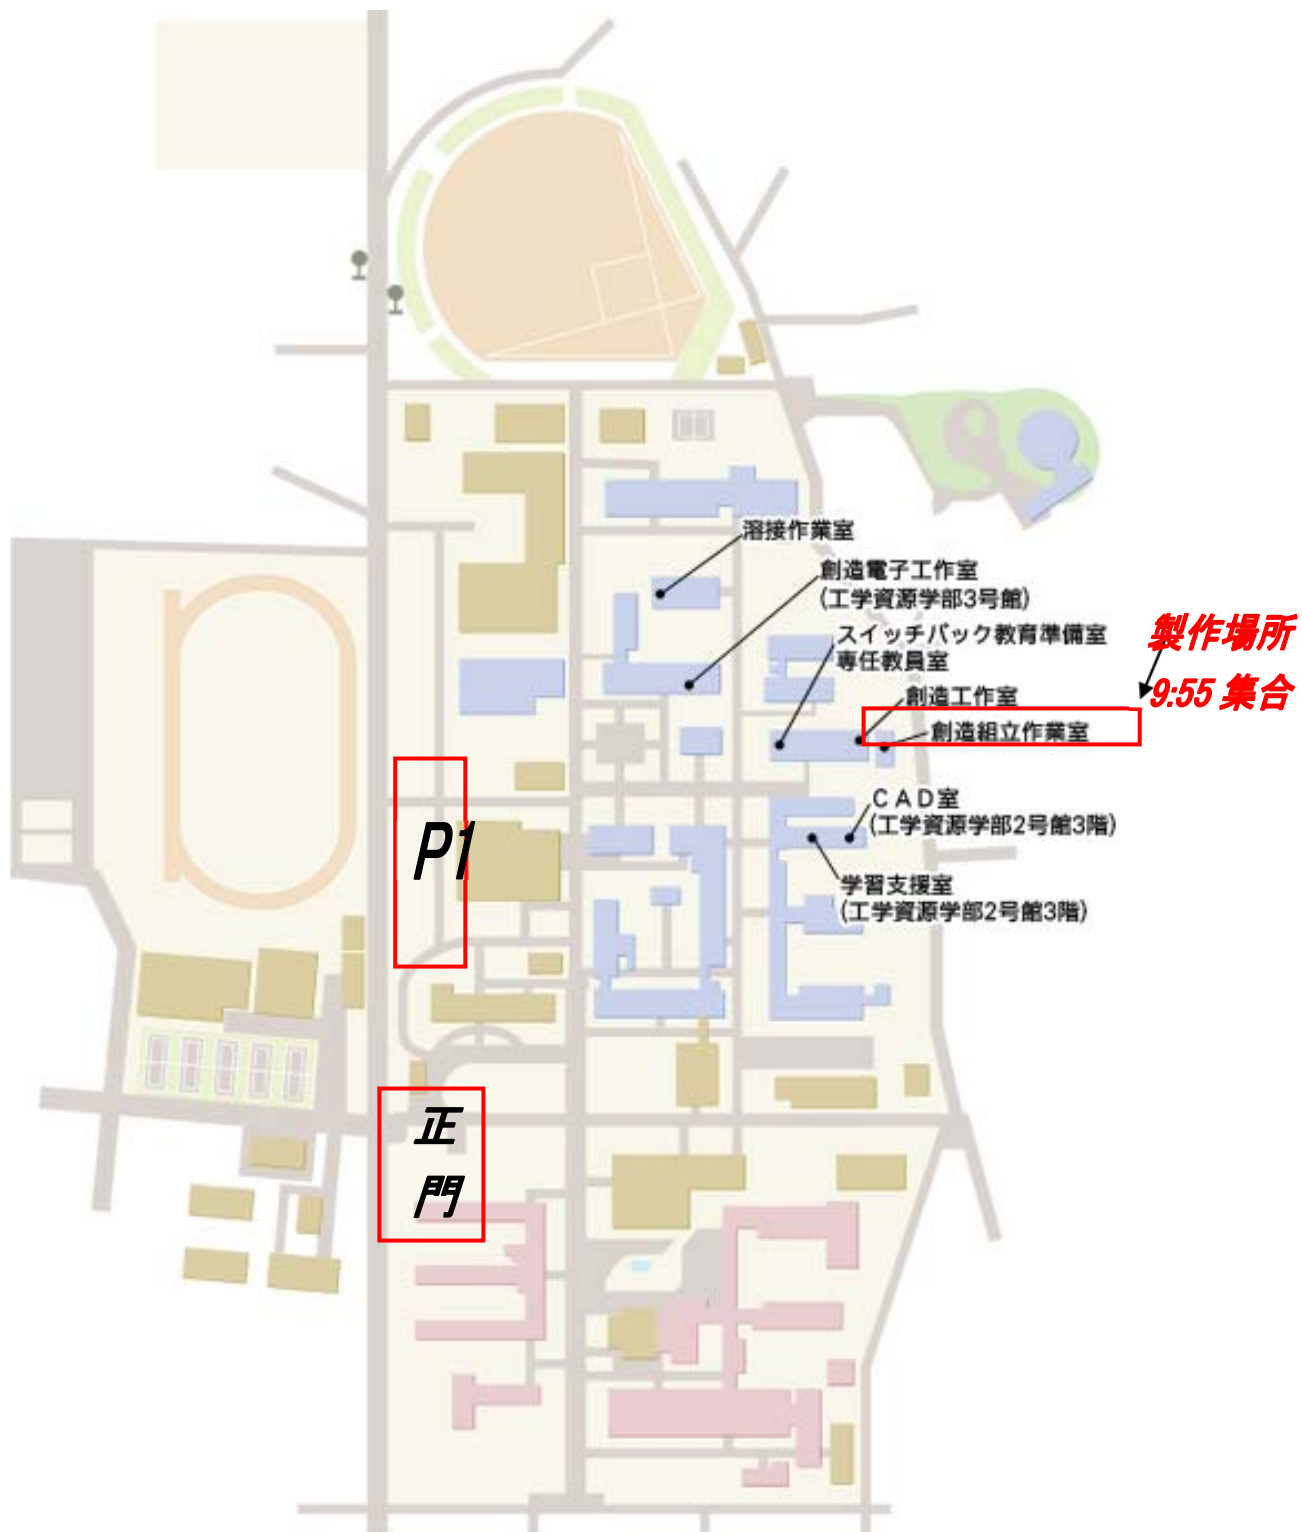 溶接作業室
創造電子工作室
(工学資源学部3号館)
スイッチバック教育準備室
専任教員室
製作場所
9:55 集合
創造工作室
創造組立作業室
CAD室
(工学資源学部2号館3階)
P1
学習支援室
(工学資源学部2号館3階)
正
門